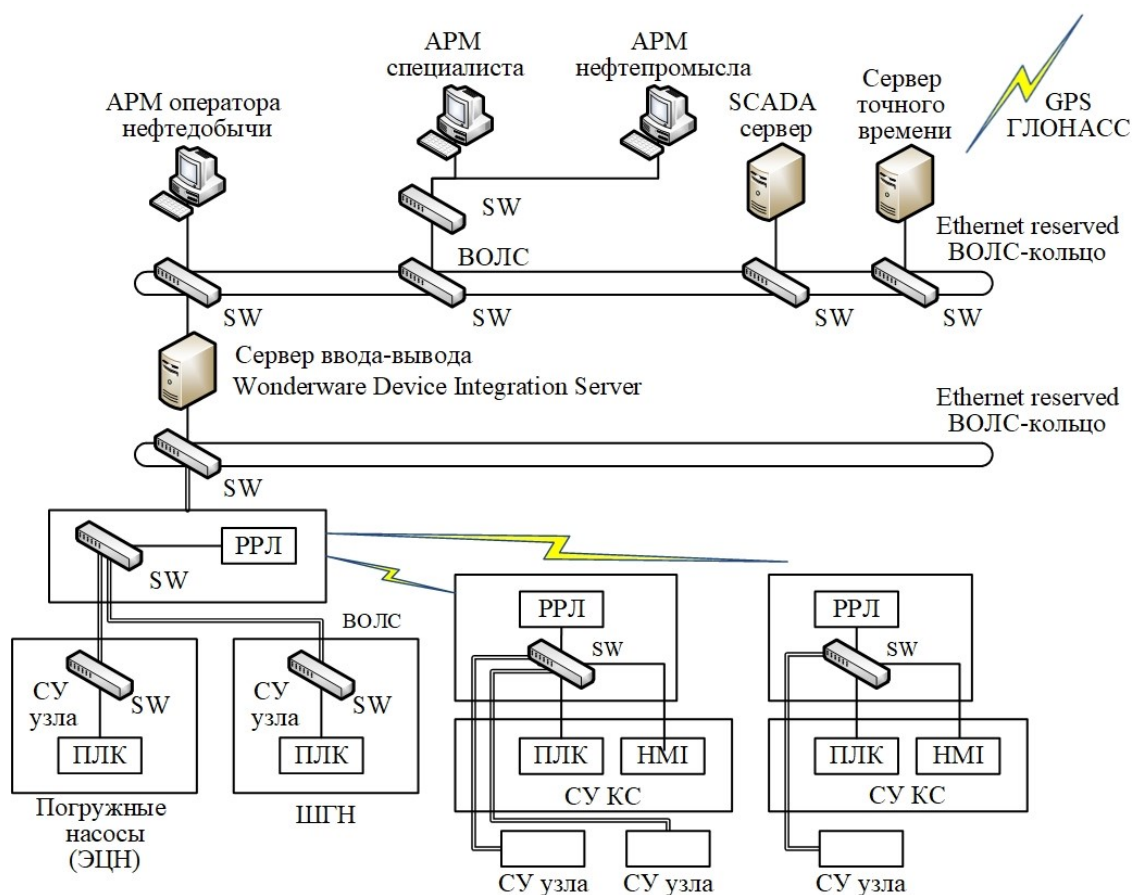 АРМ
специалиста
АРМ
нефтепромысла
АРМ оператора
нефтедобычи
SCADA
сервер
Сервер
точного
времени
GPS
ГЛОНАСС
SW
ВОЛС
Ethernet reserved
ВОЛС-кольцо
SW
SW
SW
SW
Сервер ввода-вывода
Wonderware Device Integration Server
Ethernet reserved
ВОЛС-кольцо
SW
РРЛ
SW
ВОЛС
РРЛ
SW
РРЛ
SW
СУ
узла
SW
ПЛК
СУ
узла
SW
ПЛК
ПЛК
HMI
СУ КС
ПЛК
HMI
СУ КС
Погружные
насосы
(ЭЦН)
ШГН
СУ узла
СУ узла
СУ узла